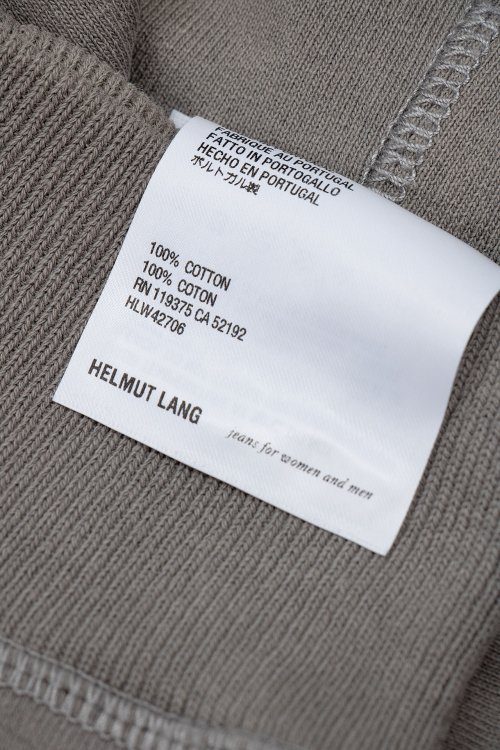 FABRIQUE AU PORTUGAL
FATTO IN PORTOGALLO
HECHO EN PORTUGAL
ポルトガル製
100% COTTON
100% COTON
RN 119375 CA 52192
HLW42706
HELMUT LANG
jeans for women and men